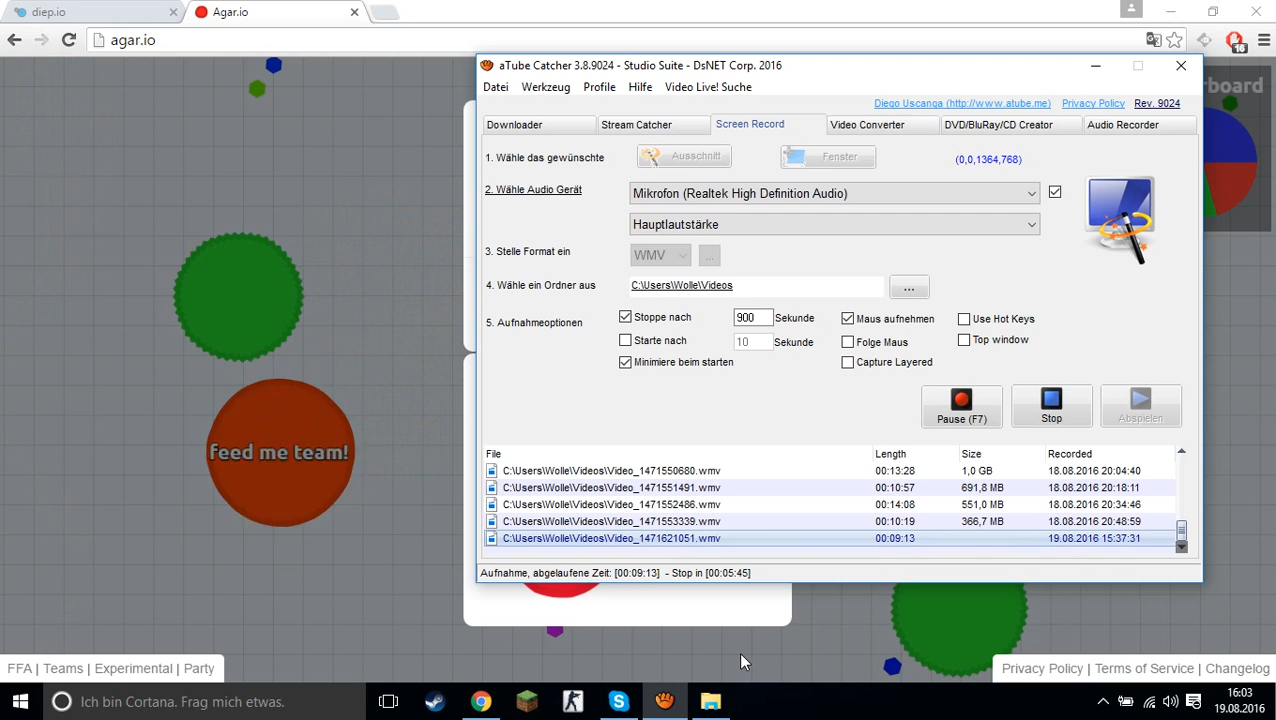 diep.io
Agar.io
agar.io
16
aTube Catcher 3.8.9024 - Studio Suite - DsNET Corp. 2016
Datei Werkzeug Profile Hilfe Video Live! Suche
board
Diego Uscanga (http://www.atube.me) Privacy Policy Rev. 9024
Downloader Stream Catcher Screen Record Video Converter DVD/BluRay/CD Creator Audio Recorder
1. Wähle das gewünschte Ausschnitt Fenster (0,0,1364,768)
2. Wähle Audio Gerät Mikrofon (Realtek High Definition Audio)
Hauptlautstärke
3. Stelle Format ein WMV ...
4. Wähle ein Ordner aus C:\Users\Wolle\Videos ...
5. Aufnahmeoptionen Stoppe nach 900 Sekunde Maus aufnehmen Use Hot Keys
Starte nach 10 Sekunde Folge Maus Top window
Minimiere beim starten Capture Layered
Pause (F7) Stop Abspielen
feed me team!
File Length Size Recorded
C:\Users\Wolle\Videos\Video_1471550680.wmv 00:13:28 1,0 GB 18.08.2016 20:04:40
C:\Users\Wolle\Videos\Video_1471551491.wmv 00:10:57 691,8 MB 18.08.2016 20:18:11
C:\Users\Wolle\Videos\Video_1471552486.wmv 00:14:08 551,0 MB 18.08.2016 20:34:46
C:\Users\Wolle\Videos\Video_1471553339.wmv 00:10:19 366,7 MB 18.08.2016 20:48:59
C:\Users\Wolle\Videos\Video_1471621051.wmv 00:09:13 19.08.2016 15:37:31
Aufnahme, abgelaufene Zeit: [00:09:13] - Stop in [00:05:45]
FFA | Teams | Experimental | Party
Privacy Policy | Terms of Service | Changelog
Ich bin Cortana. Frag mich etwas.
16:03
19.08.2016